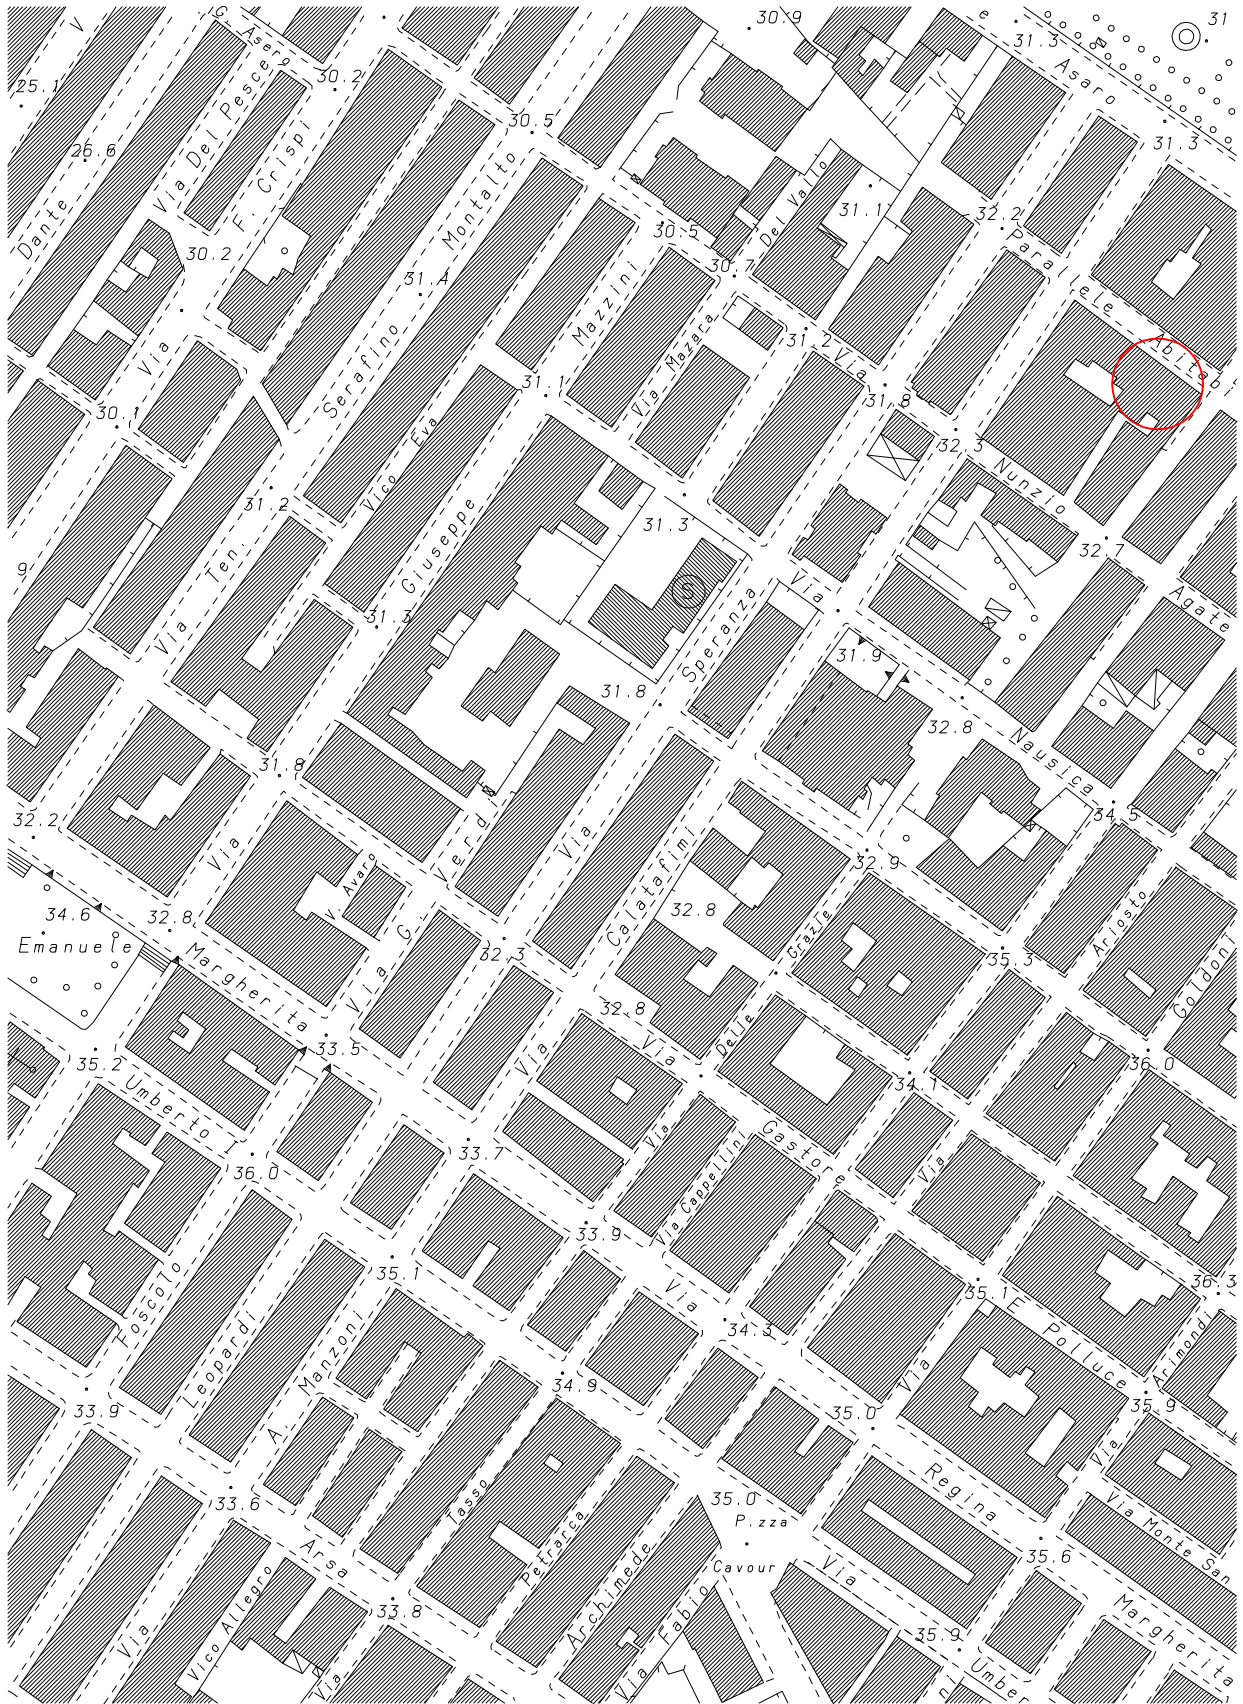 V
G.
Asero
30.9
e
Asaro
31
31.3
25.1
30.2
26.6
30.5
31.3
Via Del Pesce
F. Crispi
Dante
30.2
Montalto
Serafino
Via
31.4
30.5
30.7
Del Vallo
31.1
32.2
Parallele
Abitab
Mazzini
Via Mazara
31.2
Via
31.8
30.1
31.1
32.3
Nunzio
Vico Eva
31.2
31.3
32.7
Agate
9
Via Ten.
Giuseppe
31.3
S
Speranza
Via
31.9
31.8
32.8
Nausica
31.8
34.5
32.2
Via
V. Avaro
Verdi
Via
Calatafimi
32.9
34.6
Emanuele
32.8
Margherita
Via G.
32.3
32.8
Grazie
35.3
Ariosto
Goldoni
35.2
Umberto
33.5
Via
32.8
Via
Delle
34.1
36.0
36.0
33.7
Via
Via Cappellini
Gastore
Via
33.9
Via
Foscolo
Leopardi
A. Manzoni
35.1
34.3
35.1
E Polluce
36.3
Arimondi
33.9
34.9
Via
35.0
35.9
Via
33.6
Arsa
Tasso
Petrarca
Archimede
35.0
P.zza
Cavour
Regina
Via
35.6
Via Monte San
Via
Vico Allegro
33.8
Via
Via Fabio
35.9
Umber
Margherita